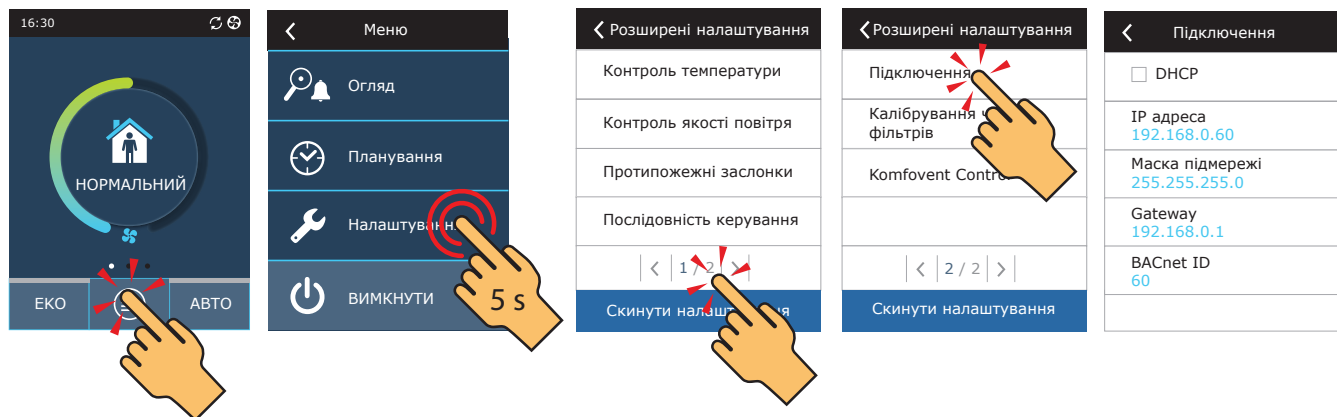 16:30
НОРМАЛЬНИЙ
ЕКО
АВТО
Меню
Огляд
Планування
Налаштування
ВИМКНУТИ
5 s
Розширені налаштування
Контроль температури
Контроль якості повітря
Протипожежні заслонки
Послідовність керування
1 / 2
Скинути налаштування
Розширені налаштування
Підключення
Калібрування
фільтрів
Komfovent Control
2 / 2
Скинути налаштування
Підключення
DHCP
IP адреса
192.168.0.60
Маска підмережі
255.255.255.0
Gateway
192.168.0.1
BACnet ID
60